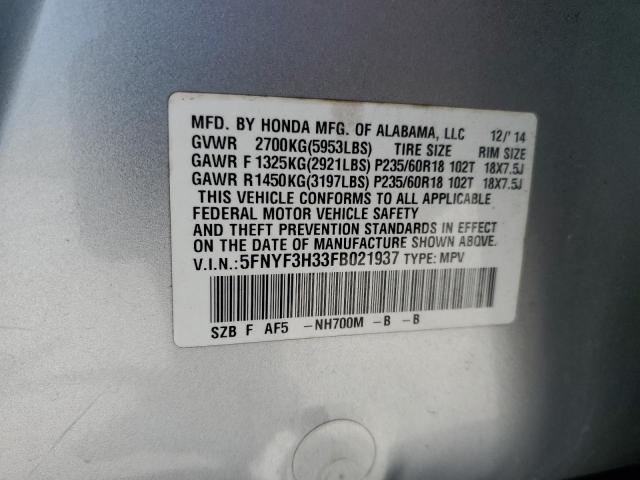 MFD. BY HONDA MFG. OF ALABAMA, LLC 12/'14
GVWR 2700KG(5953LBS) TIRE SIZE RIM SIZE
GAWR F 1325KG(2921LBS) P235/60R18 102T 18X7.5J
GAWR R1450KG(3197LBS) P235/60R18 102T 18X7.5J
THIS VEHICLE CONFORMS TO ALL APPLICABLE
FEDERAL MOTOR VEHICLE SAFETY
AND THEFT PREVENTION STANDARDS IN EFFECT
ON THE DATE OF MANUFACTURE SHOWN ABOVE.
V.I.N.:5FNYF3H33FB021937 TYPE: MPV
SZB F AF5 -NH700M -B -B